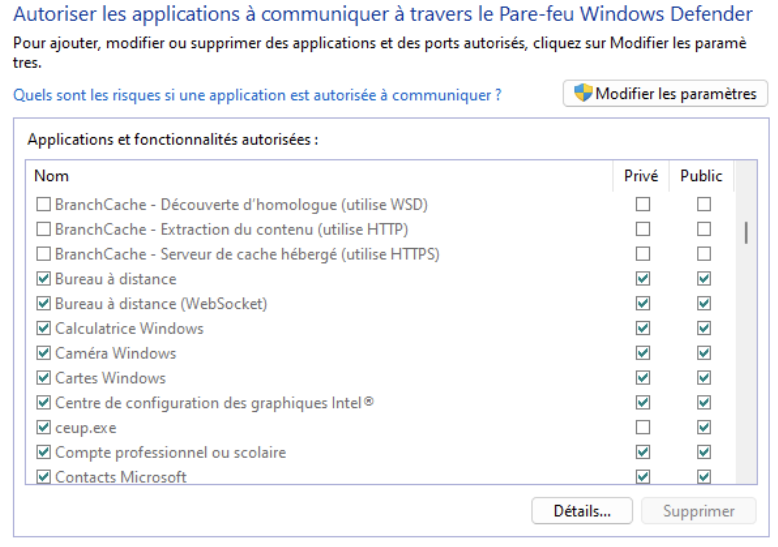 Autoriser les applications à communiquer à travers le Pare-feu Windows Defender
Pour ajouter, modifier ou supprimer des applications et des ports autorisés, cliquez sur Modifier les paramè
tres.
Quels sont les risques si une application est autorisée à communiquer ?
Modifier les paramètres
Applications et fonctionnalités autorisées :
Nom Privé Public
BranchCache - Découverte d’homologue (utilise WSD)
BranchCache - Extraction du contenu (utilise HTTP)
BranchCache - Serveur de cache hébergé (utilise HTTPS)
Bureau à distance
Bureau à distance (WebSocket)
Calculatrice Windows
Caméra Windows
Cartes Windows
Centre de configuration des graphiques Intel®
ceup.exe
Compte professionnel ou scolaire
Contacts Microsoft
Détails... Supprimer